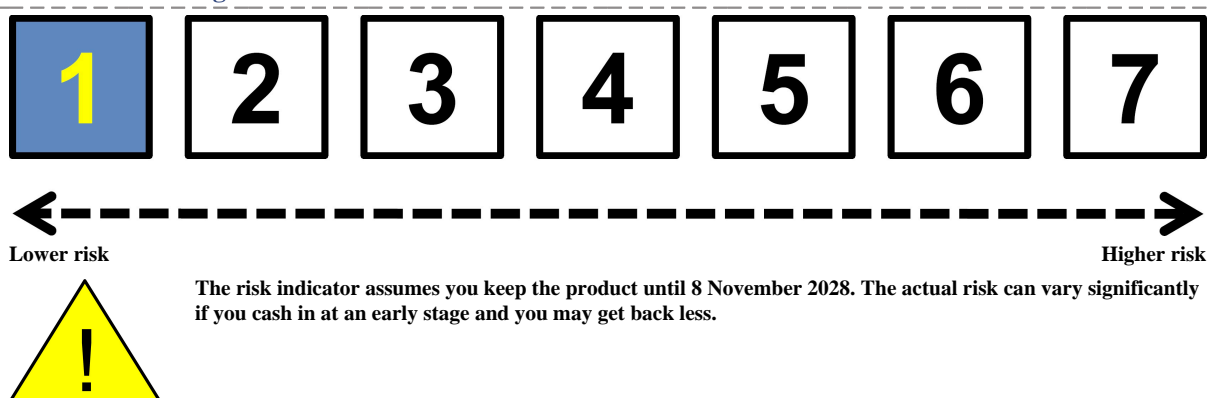 1 2 3 4 5 6 7
Lower risk Higher risk
The risk indicator assumes you keep the product until 8 November 2028. The actual risk can vary significantly
if you cash in at an early stage and you may get back less.
!